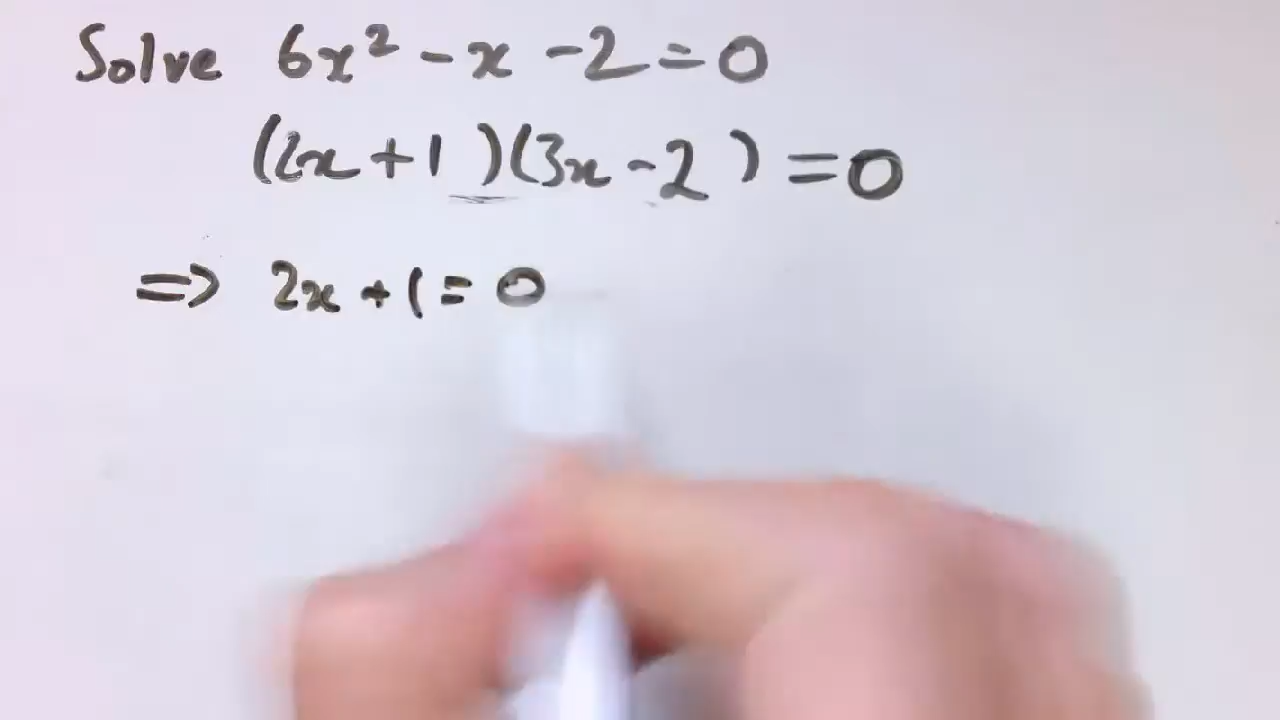 Solve 6x² - x - 2 = 0
(2x + 1 )(3x - 2 ) = 0
⇒ 2x + 1 = 0